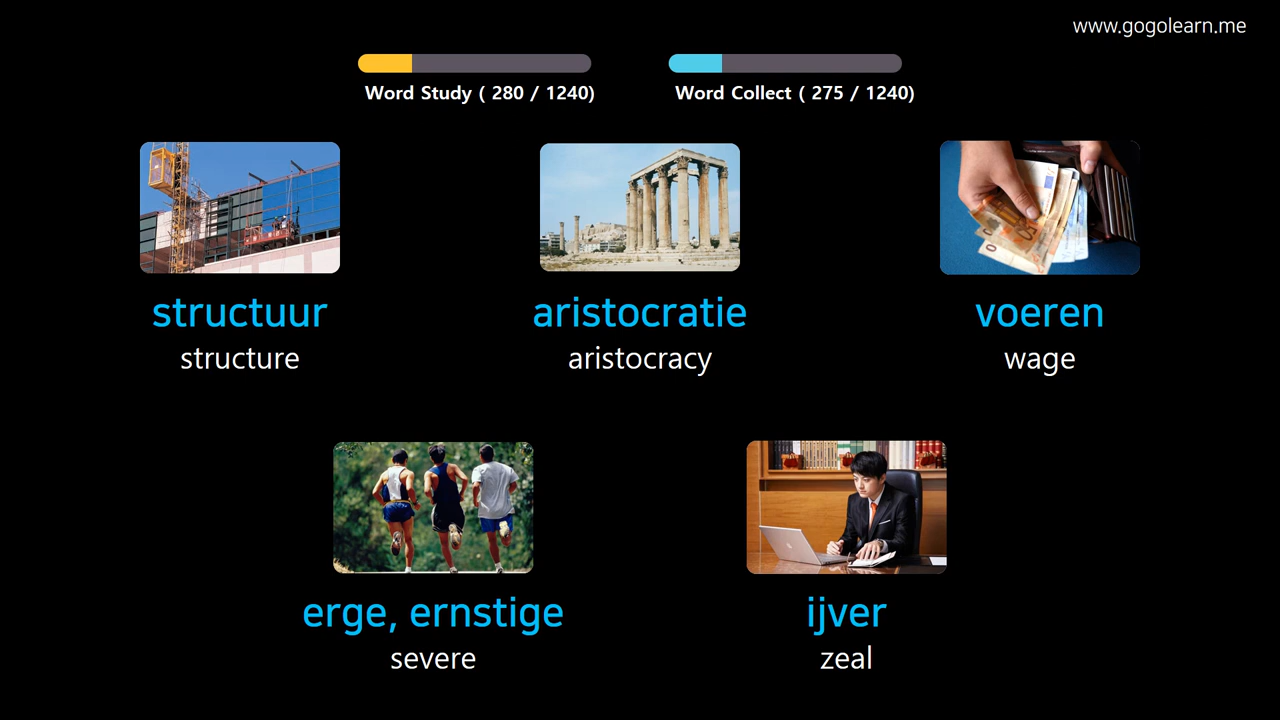 www.gogolearn.me
Word Study ( 280 / 1240)
Word Collect ( 275 / 1240)
structuur
structure
aristocratie
aristocracy
voeren
wage
erge, ernstige
severe
ijver
zeal